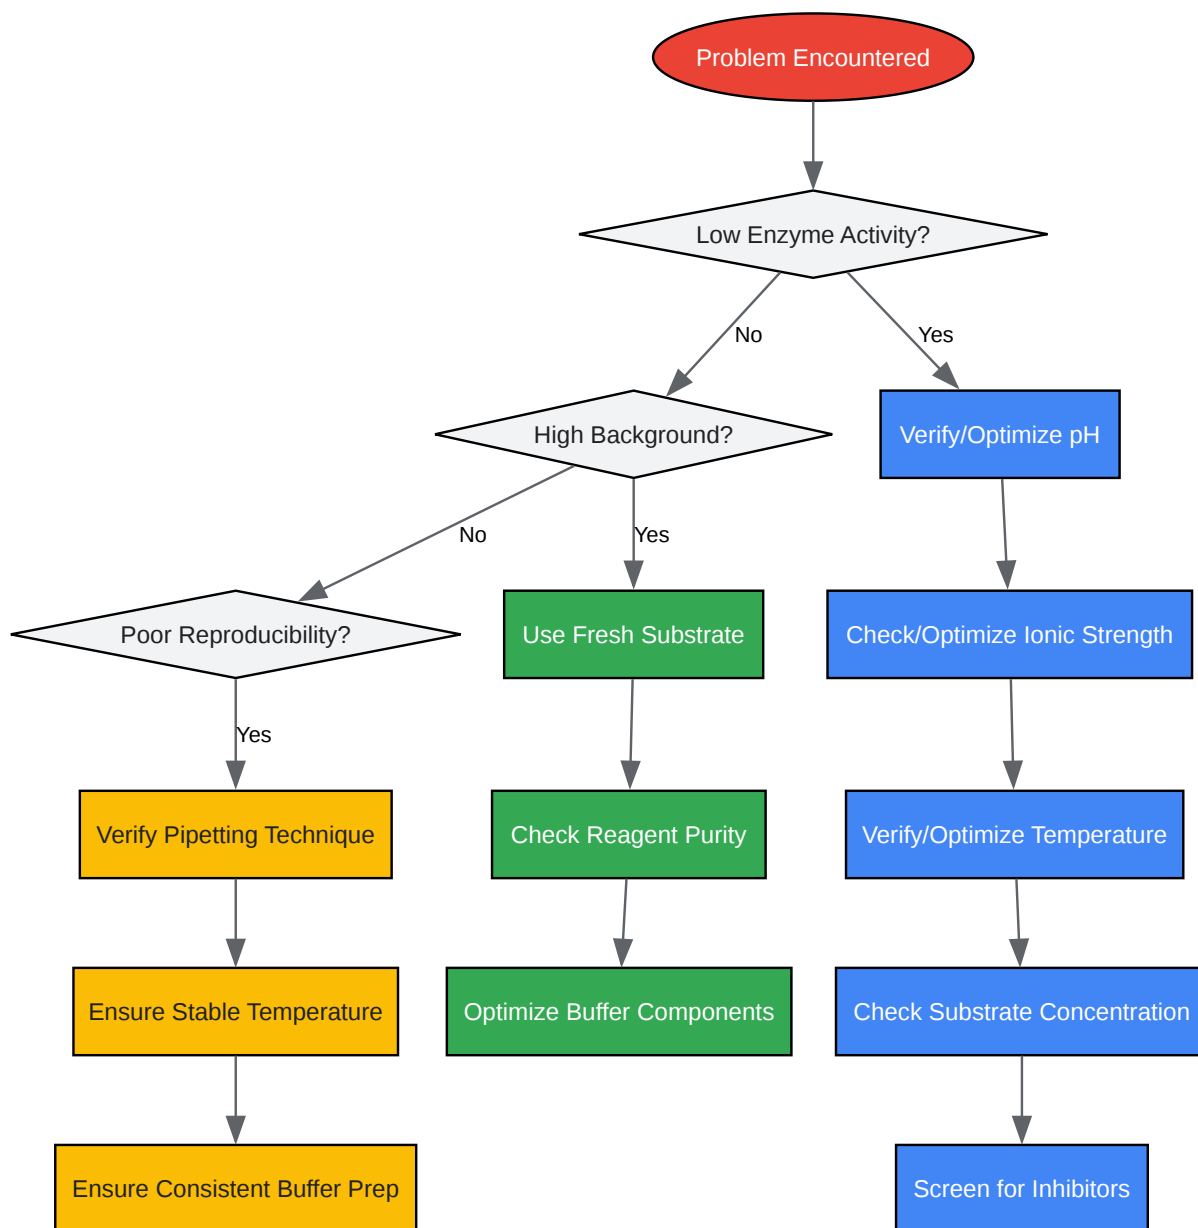 Problem Encountered
Low Enzyme Activity?
No
Yes
High Background?
Verify/Optimize pH
No
Yes
Poor Reproducibility?
Use Fresh Substrate
Check/Optimize Ionic Strength
Yes
Verify Pipetting Technique
Check Reagent Purity
Verify/Optimize Temperature
Ensure Stable Temperature
Optimize Buffer Components
Check Substrate Concentration
Ensure Consistent Buffer Prep
Screen for Inhibitors